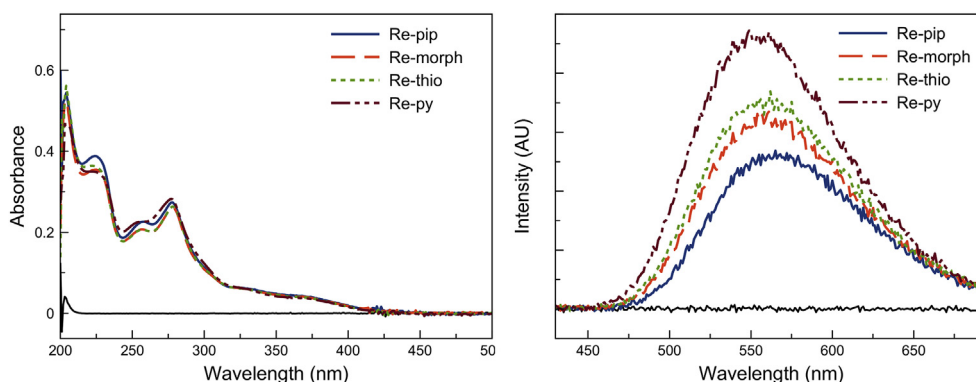 Re-pip
Re-morph
Re-thio
Re-py
0.6
0.4
0.2
0
Absorbance
200 250 300 350 400 450 50
Wavelength (nm)
Re-pip
Re-morph
Re-thio
Re-py
Intensity (AU)
450 500 550 600 650
Wavelength (nm)